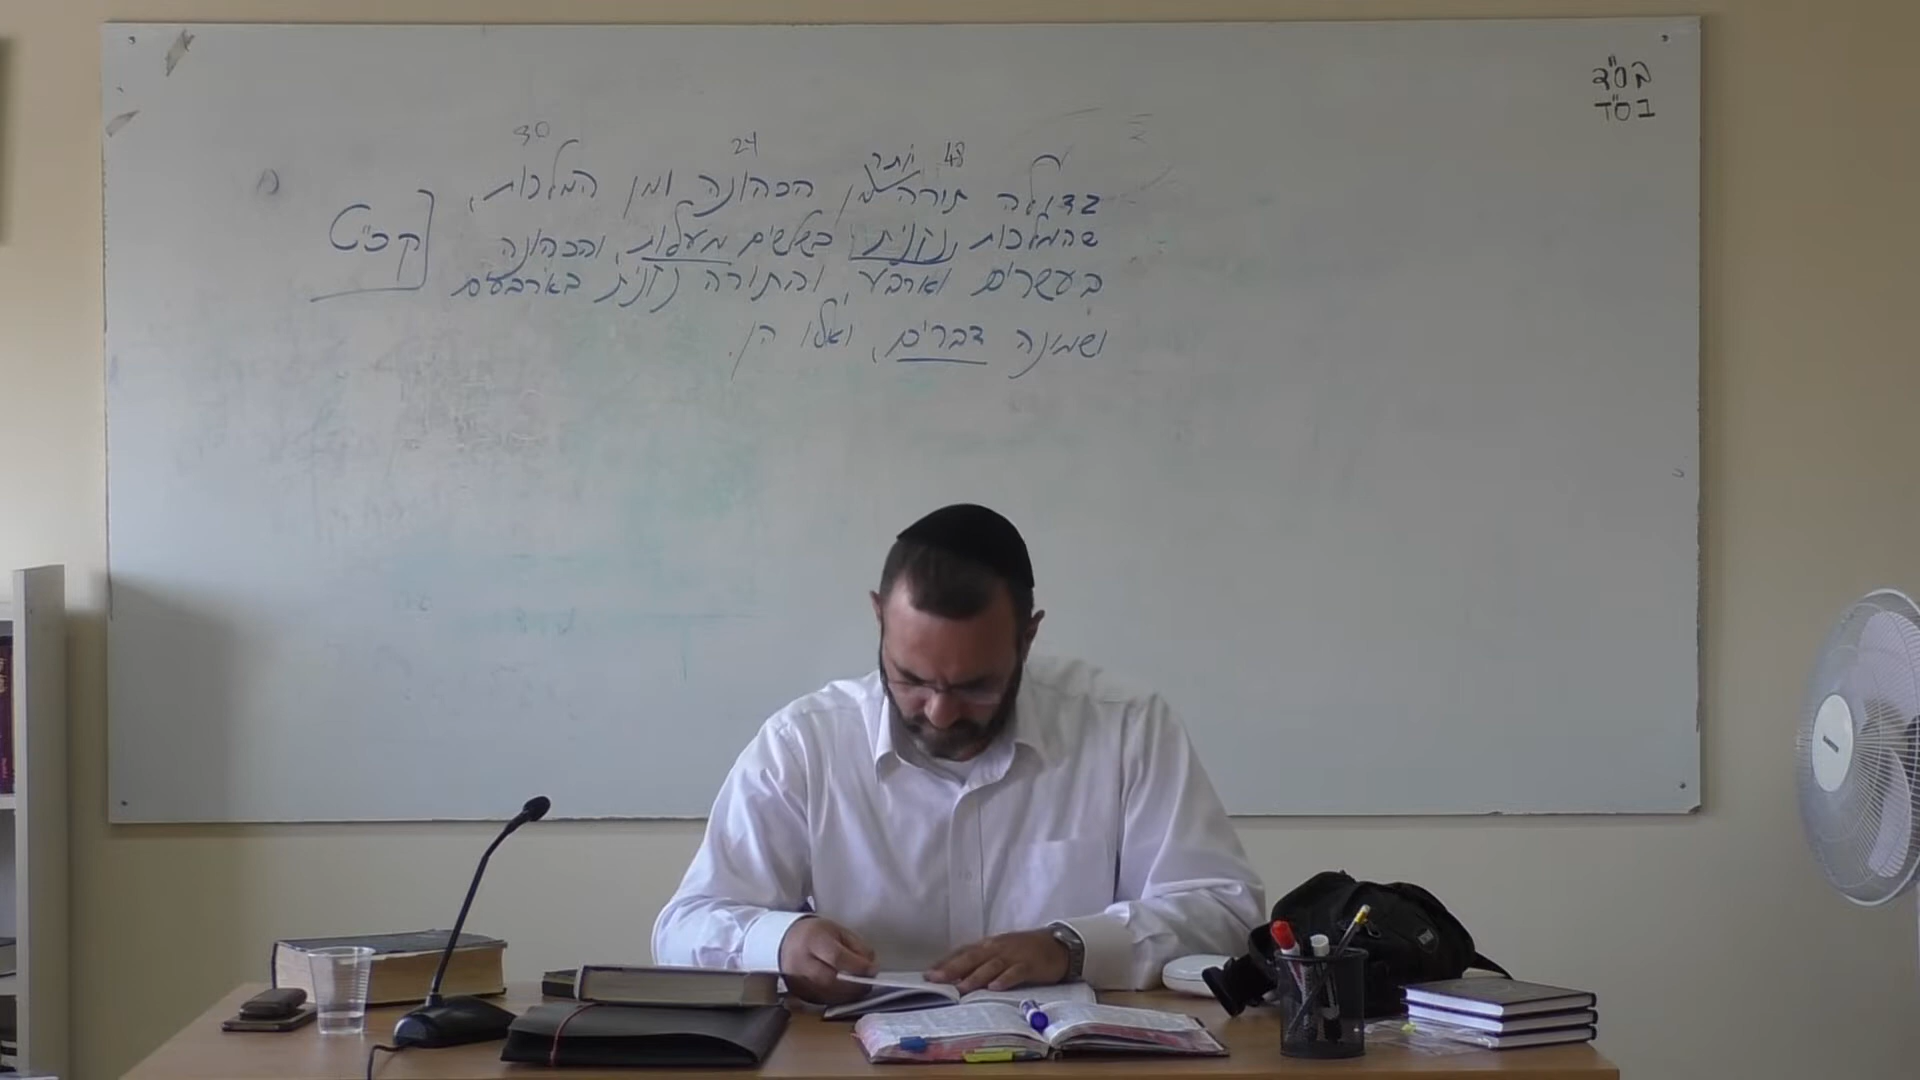 בס"ד
בס"ד
30 24 48
יותר
גדולה תורה מן הכהונה ומן המלכות,
שהמלכות נקנית בשלשים מעלות, והכהונה
בעשרים וארבע, והתורה נקנית בארבעים
ושמונה דברים, ואלו הן.